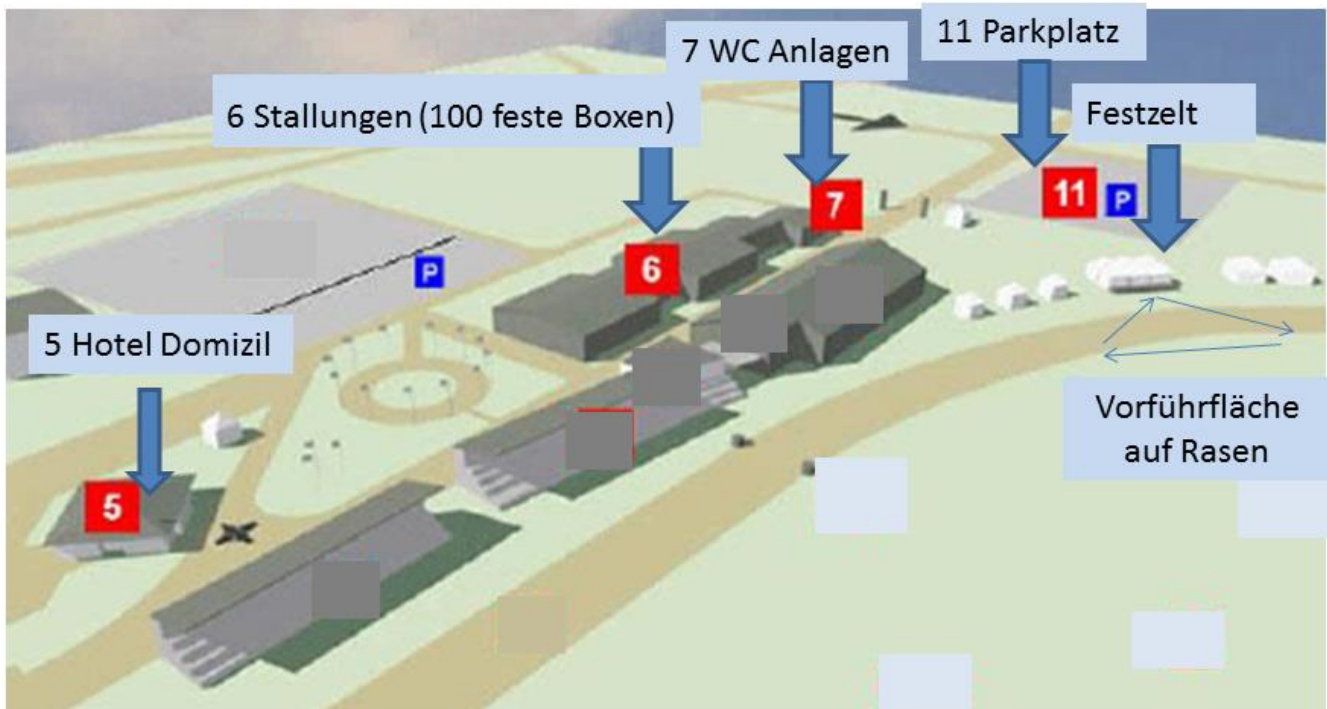 11 Parkplatz
7 WC Anlagen
6 Stallungen (100 feste Boxen)
Festzelt
11
P
7
6
P
5 Hotel Domizil
Vorführfläche
auf Rasen
5